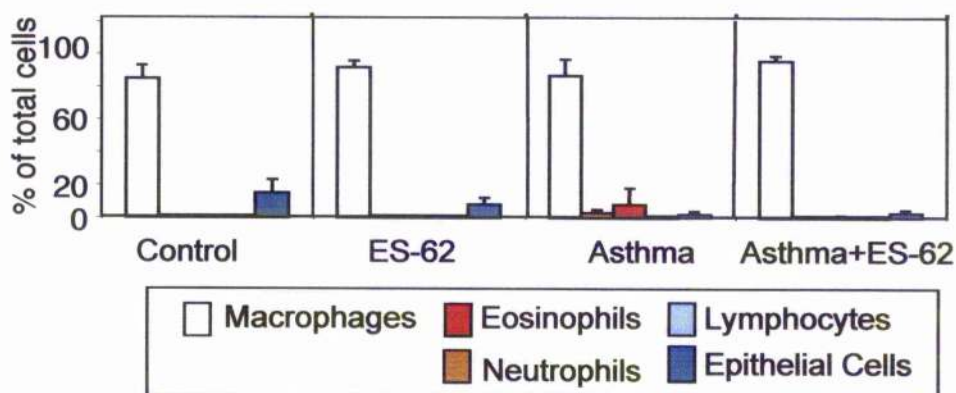 % of total cells
100
60
20
0
Control ES-62 Asthma Asthma+ES-62
Macrophages Eosinophils Lymphocytes
Neutrophils Epithelial Cells